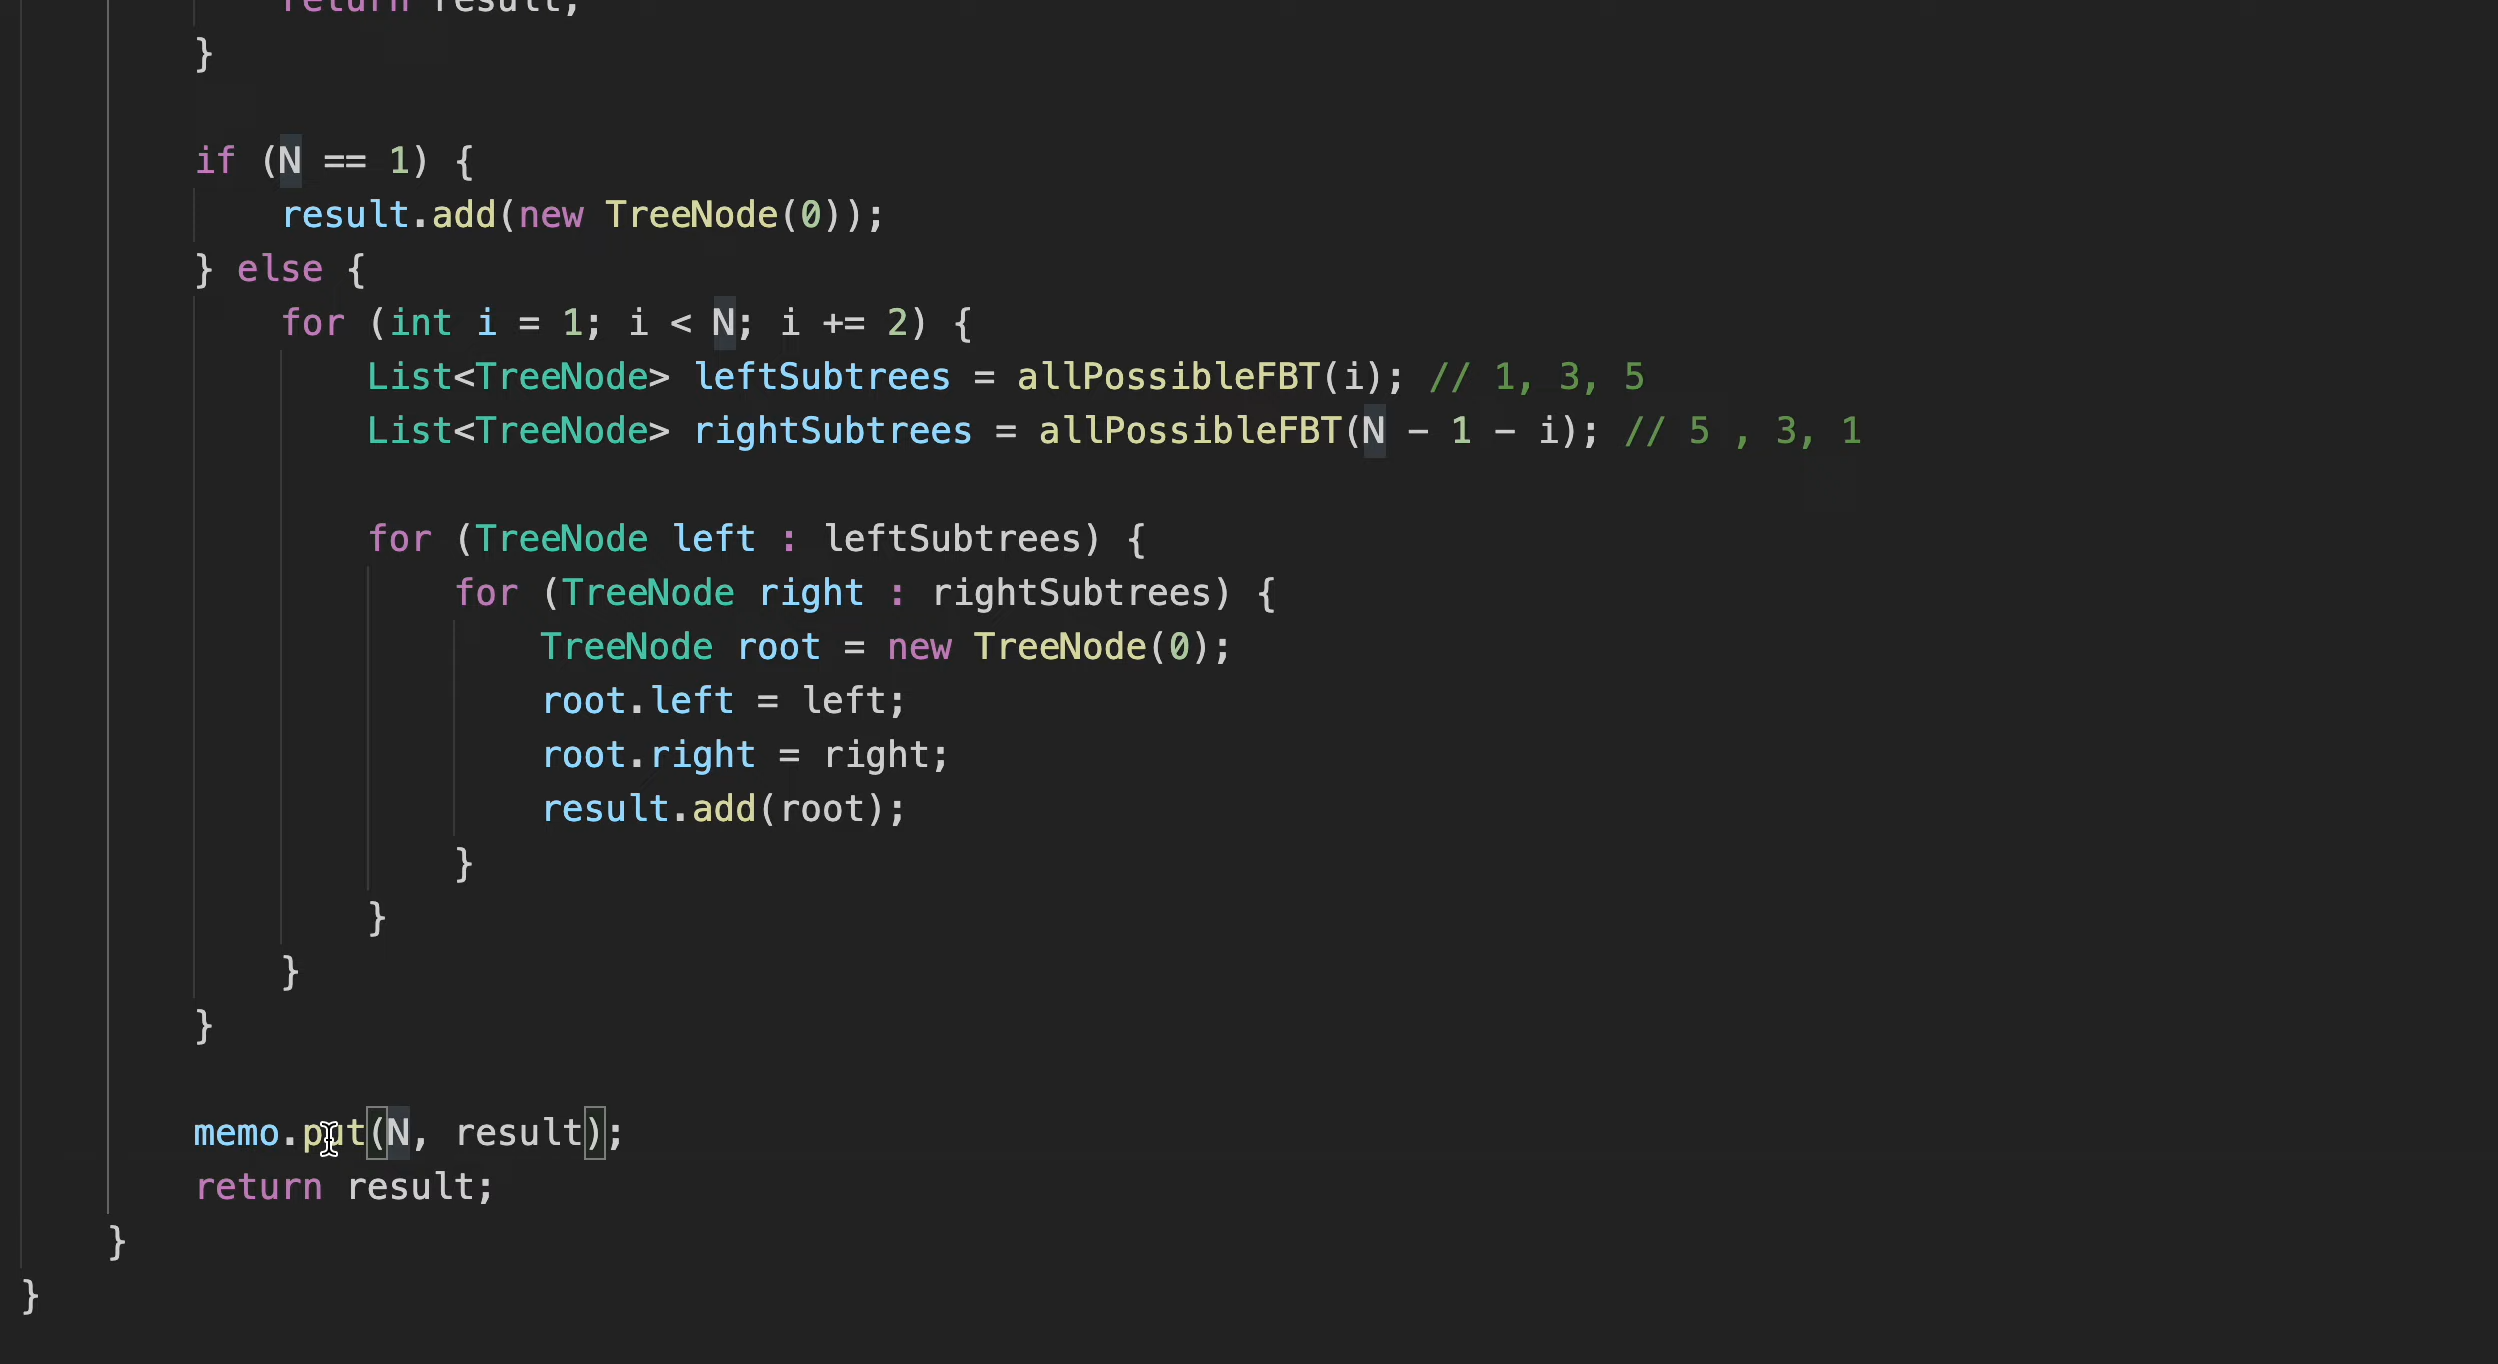 return result;
}
if (N == 1) {
result.add(new TreeNode(0));
} else {
for (int i = 1; i < N; i += 2) {
List<TreeNode> leftSubtrees = allPossibleFBT(i); // 1, 3, 5
List<TreeNode> rightSubtrees = allPossibleFBT(N - 1 - i); // 5 , 3, 1
for (TreeNode left : leftSubtrees) {
for (TreeNode right : rightSubtrees) {
TreeNode root = new TreeNode(0);
root.left = left;
root.right = right;
result.add(root);
}
}
}
}
memo.put(N, result);
return result;
}
}